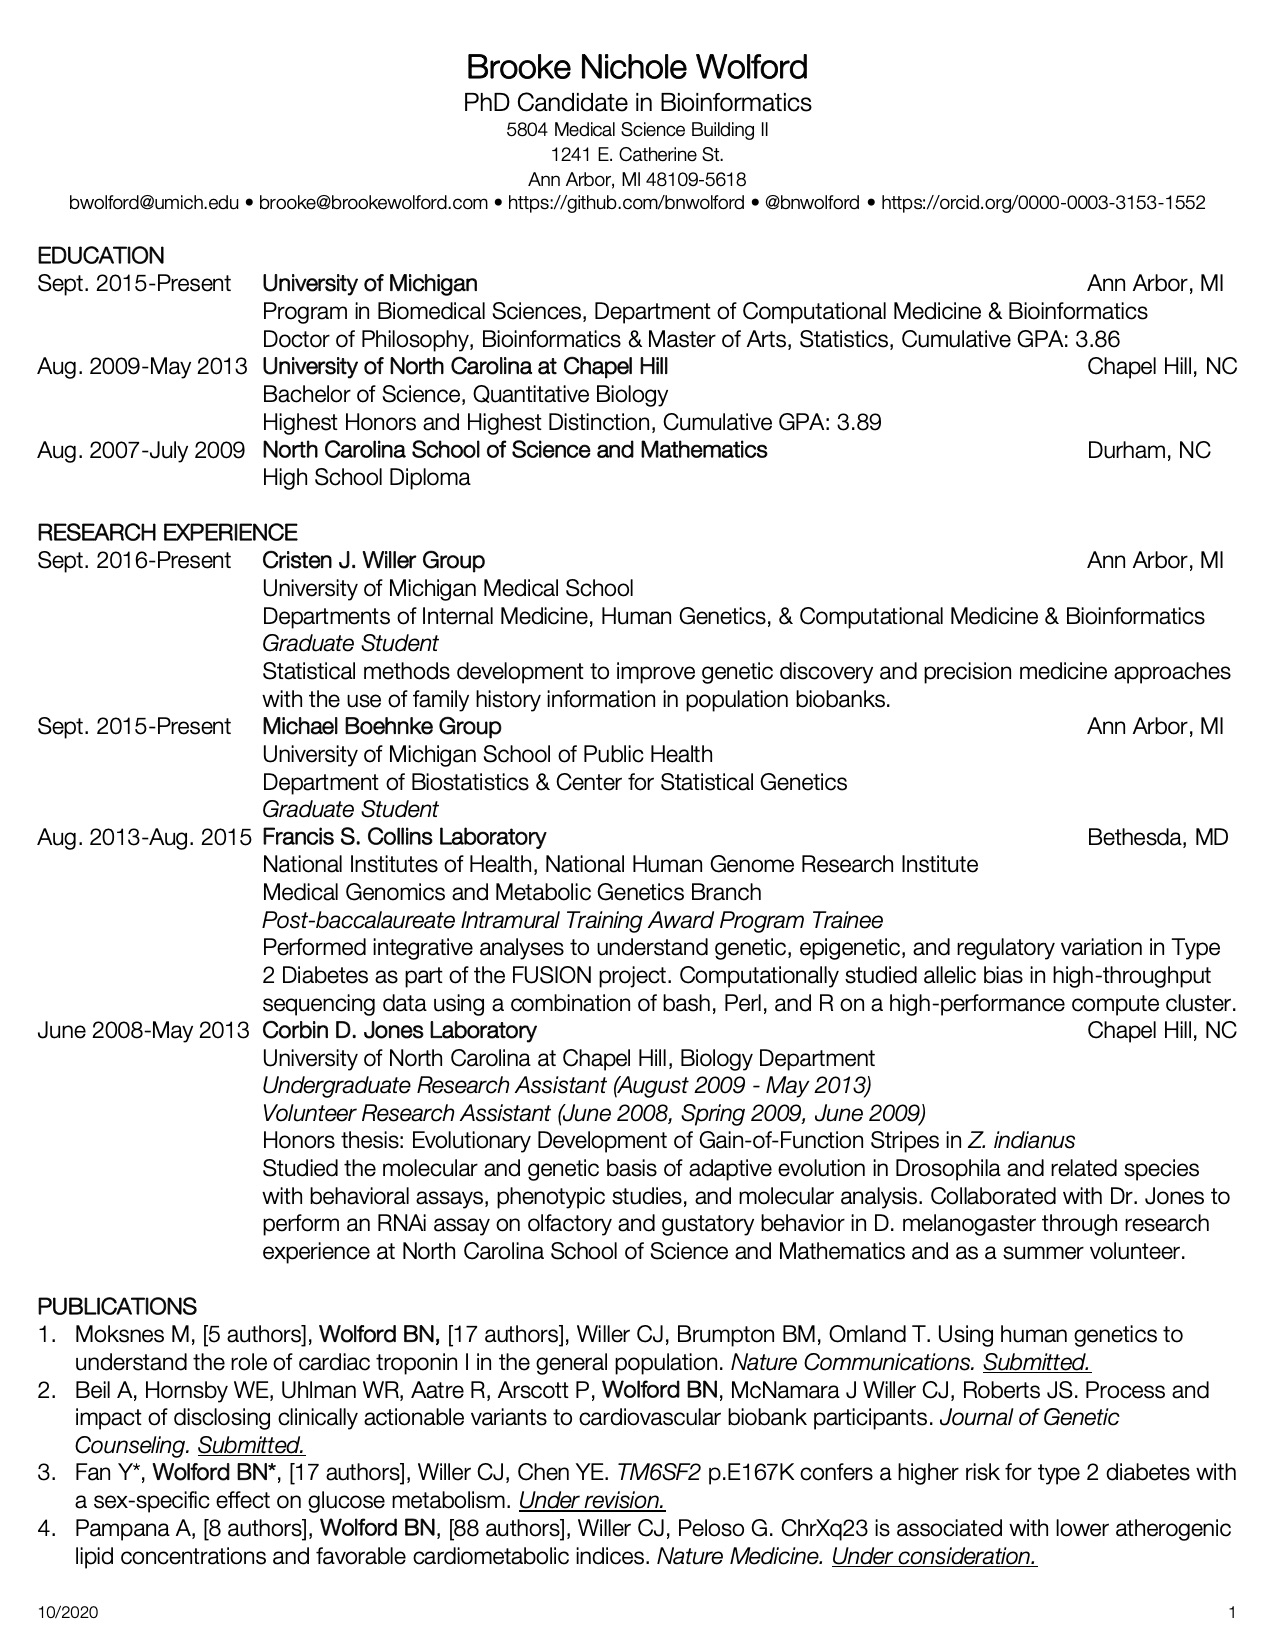 Brooke Nichole Wolford
PhD Candidate in Bioinformatics
5804 Medical Science Building II
1241 E. Catherine St.
Ann Arbor, MI 48109-5618
bwolford@umich.edu • brooke@brookewolford.com • https://github.com/bnwolford • @bnwolford • https://orcid.org/0000-0003-3153-1552
EDUCATION
Sept. 2015-Present University of Michigan Ann Arbor, MI
Program in Biomedical Sciences, Department of Computational Medicine & Bioinformatics
Doctor of Philosophy, Bioinformatics & Master of Arts, Statistics, Cumulative GPA: 3.86
Aug. 2009-May 2013 University of North Carolina at Chapel Hill Chapel Hill, NC
Bachelor of Science, Quantitative Biology
Highest Honors and Highest Distinction, Cumulative GPA: 3.89
Aug. 2007-July 2009 North Carolina School of Science and Mathematics Durham, NC
High School Diploma
RESEARCH EXPERIENCE
Sept. 2016-Present Cristen J. Willer Group Ann Arbor, MI
University of Michigan Medical School
Departments of Internal Medicine, Human Genetics, & Computational Medicine & Bioinformatics
Graduate Student
Statistical methods development to improve genetic discovery and precision medicine approaches
with the use of family history information in population biobanks.
Sept. 2015-Present Michael Boehnke Group Ann Arbor, MI
University of Michigan School of Public Health
Department of Biostatistics & Center for Statistical Genetics
Graduate Student
Aug. 2013-Aug. 2015 Francis S. Collins Laboratory Bethesda, MD
National Institutes of Health, National Human Genome Research Institute
Medical Genomics and Metabolic Genetics Branch
Post-baccalaureate Intramural Training Award Program Trainee
Performed integrative analyses to understand genetic, epigenetic, and regulatory variation in Type
2 Diabetes as part of the FUSION project. Computationally studied allelic bias in high-throughput
sequencing data using a combination of bash, Perl, and R on a high-performance compute cluster.
June 2008-May 2013 Corbin D. Jones Laboratory Chapel Hill, NC
University of North Carolina at Chapel Hill, Biology Department
Undergraduate Research Assistant (August 2009 - May 2013)
Volunteer Research Assistant (June 2008, Spring 2009, June 2009)
Honors thesis: Evolutionary Development of Gain-of-Function Stripes in Z. indianus
Studied the molecular and genetic basis of adaptive evolution in Drosophila and related species
with behavioral assays, phenotypic studies, and molecular analysis. Collaborated with Dr. Jones to
perform an RNAi assay on olfactory and gustatory behavior in D. melanogaster through research
experience at North Carolina School of Science and Mathematics and as a summer volunteer.
PUBLICATIONS
1. Moksnes M, [5 authors], Wolford BN, [17 authors], Willer CJ, Brumpton BM, Omland T. Using human genetics to
understand the role of cardiac troponin I in the general population. Nature Communications. Submitted.
2. Beil A, Hornsby WE, Uhlman WR, Aatre R, Arscott P, Wolford BN, McNamara J Willer CJ, Roberts JS. Process and
impact of disclosing clinically actionable variants to cardiovascular biobank participants. Journal of Genetic
Counseling. Submitted.
3. Fan Y*, Wolford BN*, [17 authors], Willer CJ, Chen YE. TM6SF2 p.E167K confers a higher risk for type 2 diabetes with
a sex-specific effect on glucose metabolism. Under revision.
4. Pampana A, [8 authors], Wolford BN, [88 authors], Willer CJ, Peloso G. ChrXq23 is associated with lower atherogenic
lipid concentrations and favorable cardiometabolic indices. Nature Medicine. Under consideration.
10/2020 1